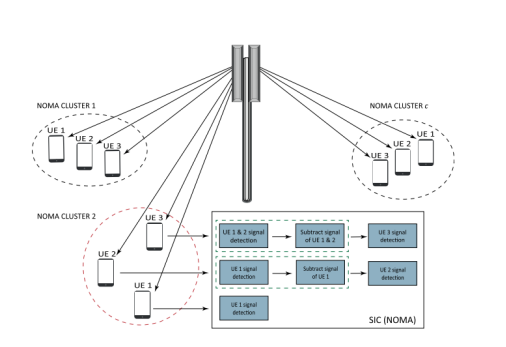 NOMA CLUSTER 1
NOMA CLUSTER c
UE 1
UE 2
UE 3
UE 1
UE 2
UE 3
NOMA CLUSTER 2
UE 3
UE 2
UE 1
UE 1 & 2 signal
detection
Subtract signal
of UE 1 & 2
UE 3 signal
detection
UE 1 signal
detection
Subtract signal
of UE 1
UE 2 signal
detection
UE 1 signal
detection
SIC (NOMA)